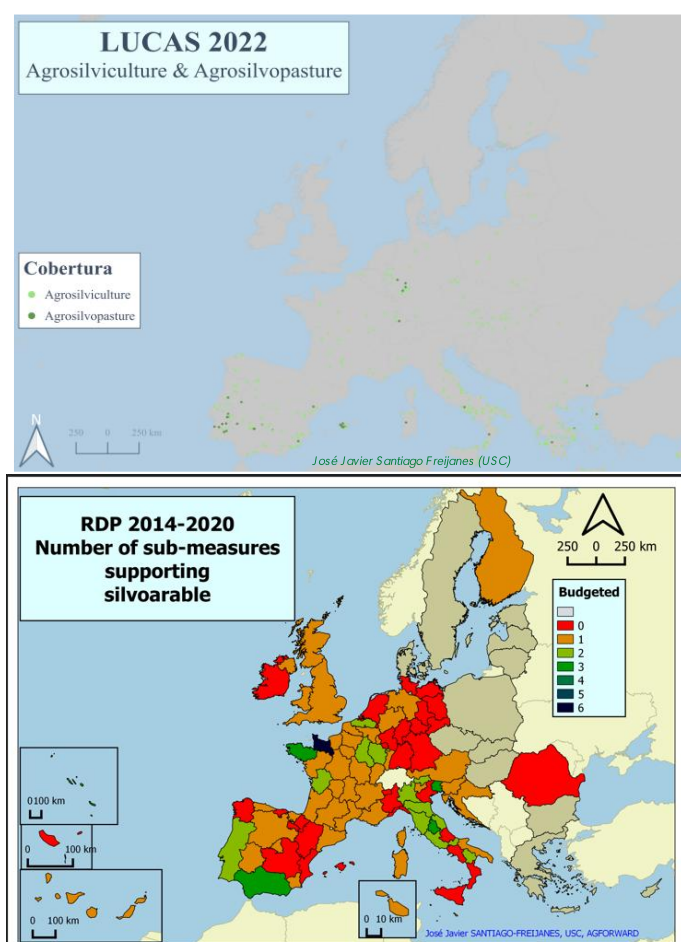 LUCAS 2022
Agrosilviculture & Agrosilvopasture
Cobertura
Agrosilviculture
Agrosilvopasture
N
250 0 250 km
José Javier Santiago Freijanes (USC)
RDP 2014-2020
Number of sub-measures
supporting
silvoarable
250 0 250 km
Budgeted
0
1
2
3
4
5
6
0100 km
0 100 km
0 100 km
0 10 km
José Javier SANTIAGO-FREIJANES, USC, AGFORWARD